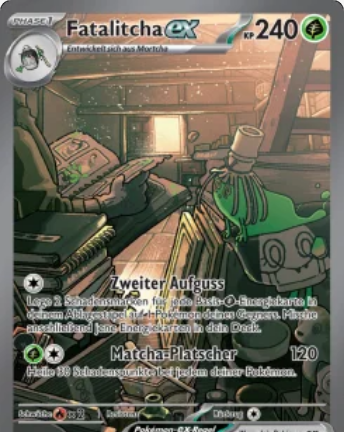 PHASE 1
Fatalitcha ex KP 240
Entwickelt sich aus Mortcha
Zweiter Aufguss
Lege 2 Schadensmarken für jede Basis-Energiekarte in
deinem Ablagestapel auf 1 Pokémon deines Gegners. Mische
anschließend jene Energiekarten in dein Deck.
Matcha-Platscher 120
Heile 30 Schadenspunkte bei jedem deiner Pokémon.
Schwäche x2 Resistenz Rückzug
Pokémon-ex-Regel